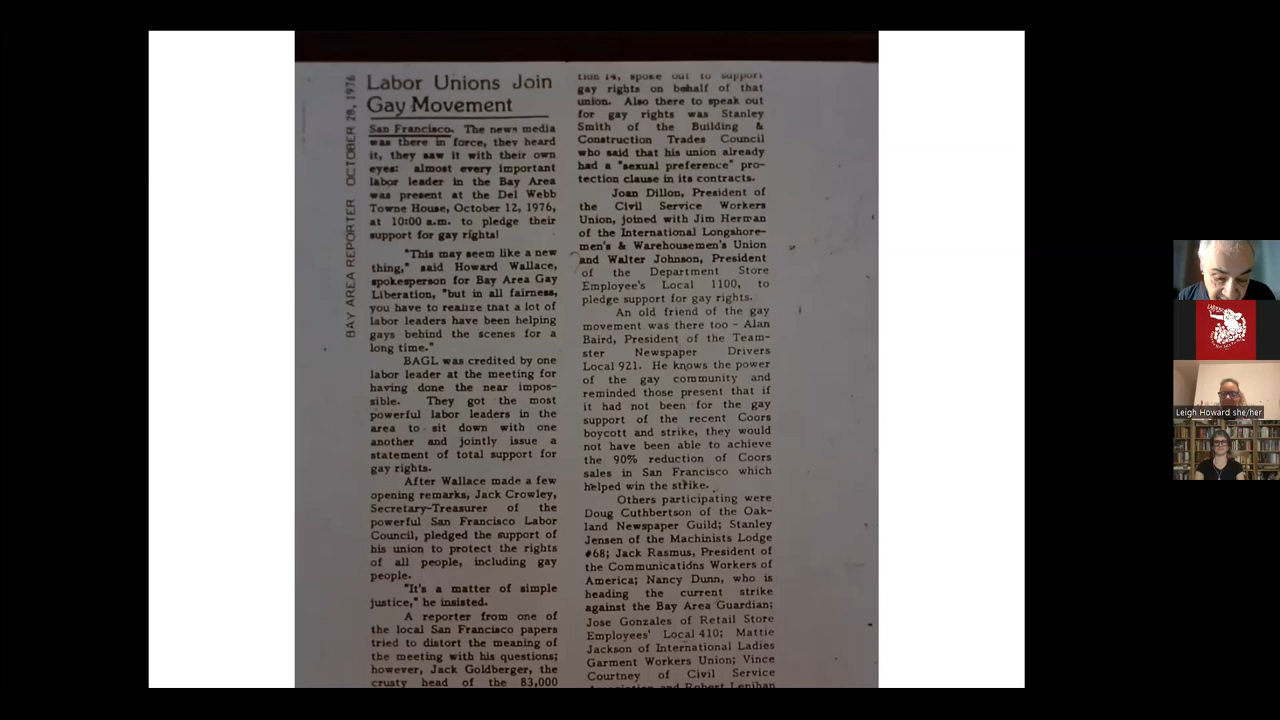 BAY AREA REPORTER OCTOBER 28, 1976
Labor Unions Join
Gay Movement
San Francisco. The news media
was there in force, they heard
it, they saw it with their own
eyes: almost every important
labor leader in the Bay Area
was present at the Del Webb
Towne House, October 12, 1976,
at 10:00 a.m. to pledge their
support for gay rights!
"This may seem like a new
thing," said Howard Wallace,
spokesperson for Bay Area Gay
Liberation, "but in all fairness,
you have to realize that a lot of
labor leaders have been helping
gays behind the scenes for a
long time."
BAGL was credited by one
labor leader at the meeting for
having done the near impos-
sible. They got the most
powerful labor leaders in the
area to sit down with one
another and jointly issue a
statement of total support for
gay rights.
After Wallace made a few
opening remarks, Jack Crowley,
Secretary-Treasurer of the
powerful San Francisco Labor
Council, pledged the support of
his union to protect the rights
of all people, including gay
people.
"It's a matter of simple
justice," he insisted.
A reporter from one of
the local San Francisco papers
tried to distort the meaning of
the meeting with his questions;
however, Jack Goldberger, the
crusty head of the 83,000
tion 14, spoke out to support
gay rights on behalf of that
union. Also there to speak out
for gay rights was Stanley
Smith of the Building &
Construction Trades Council
who said that his union already
had a "sexual preference" pro-
tection clause in its contracts.
Joan Dillon, President of
the Civil Service Workers
Union, joined with Jim Herman
of the International Longshore-
men's & Warehousemen's Union
and Walter Johnson, President
of the Department Store
Employee's Local 1100, to
pledge support for gay rights.
An old friend of the gay
movement was there too - Alan
Baird, President of the Team-
ster Newspaper Drivers
Local 921. He knows the power
of the gay community and
reminded those present that if
it had not been for the gay
support of the recent Coors
boycott and strike, they would
not have been able to achieve
the 90% reduction of Coors
sales in San Francisco which
helped win the strike.
Others participating were
Doug Cuthbertson of the Oak-
land Newspaper Guild; Stanley
Jensen of the Machinists Lodge
#68; Jack Rasmus, President of
the Communications Workers of
America; Nancy Dunn, who is
heading the current strike
against the Bay Area Guardian;
Jose Gonzales of Retail Store
Employees' Local 410; Mattie
Jackson of International Ladies
Garment Workers Union; Vince
Courtney of Civil Service
Association and Robert Lenihan
Leigh Howard she/her